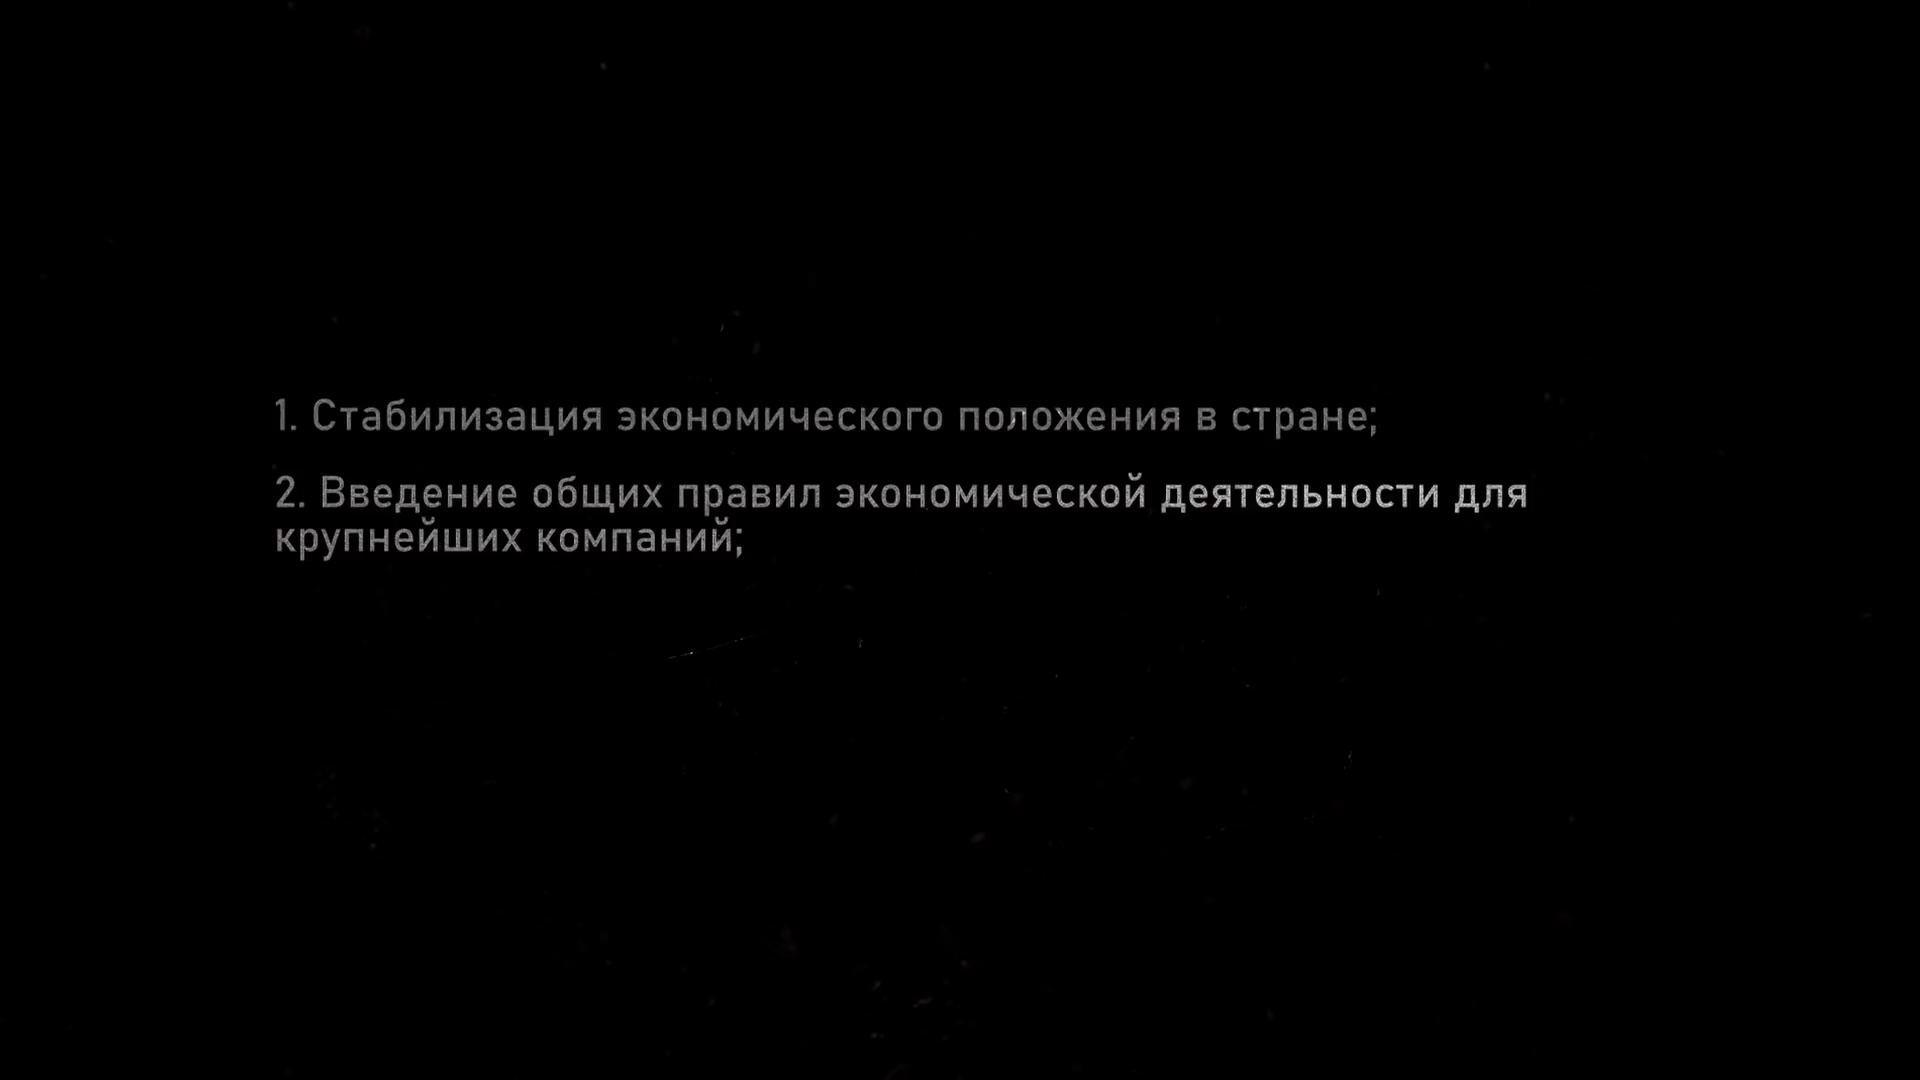 1. Стабилизация экономического положения в стране;
2. Введение общих правил экономической деятельности для
крупнейших компаний;